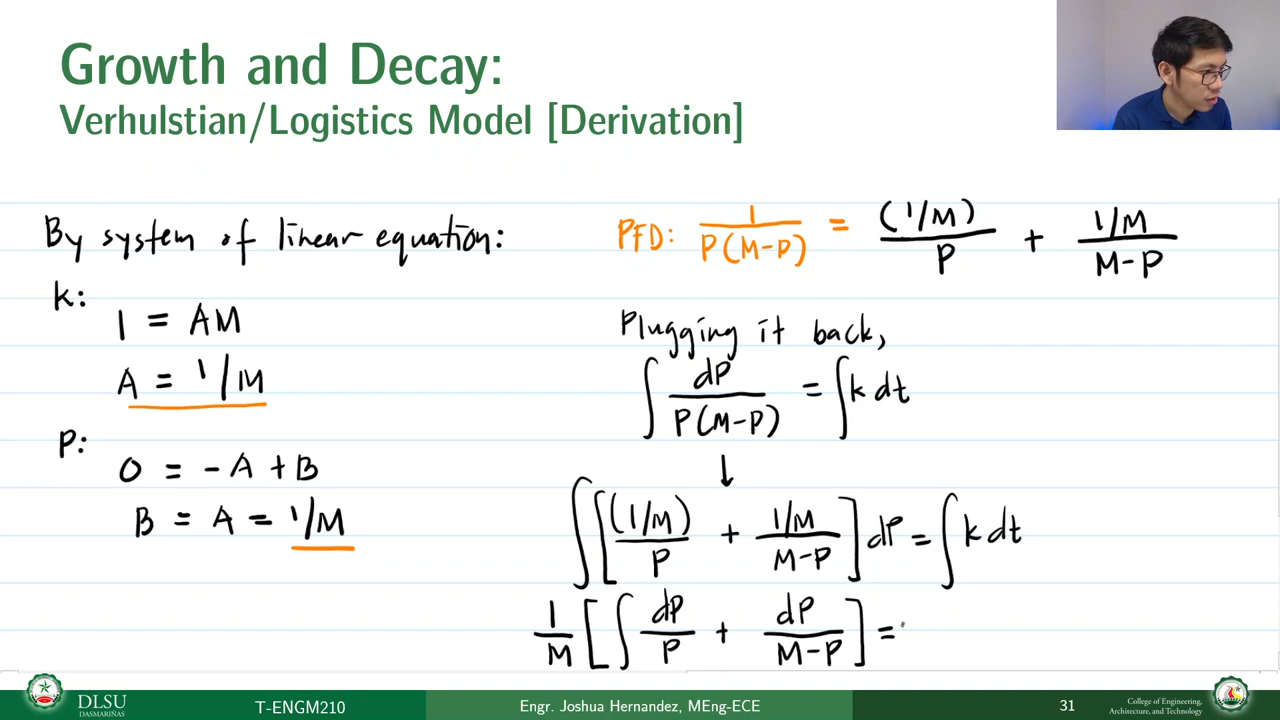 Growth and Decay:
Verhulstian/Logistics Model [Derivation]
By system of linear equation:
k:
1 = AM
A = 1/M
P:
0 = -A + B
B = A = 1/M
PFD: 1/P(M-P) = (1/M)/P + 1/M/M-P
Plugging it back,
∫ dP/P(M-P) = ∫ k dt
↓
∫ [(1/M)/P + 1/M/M-P] dP = ∫ k dt
1/M [∫ dP/P + dP/M-P] =
DLSU
DASMARIÑAS
T-ENGM210
Engr. Joshua Hernandez, MEng-ECE
31
College of Engineering,
Architecture, and Technology